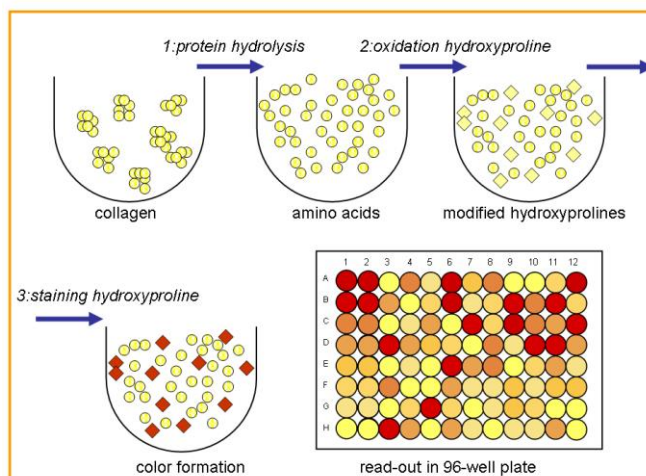 1:protein hydrolysis
2:oxidation hydroxyproline
collagen
amino acids
modified hydroxyprolines
3:staining hydroxyproline
color formation
1 2 3 4 5 6 7 8 9 10 11 12
A
B
C
D
E
F
G
H
read-out in 96-well plate